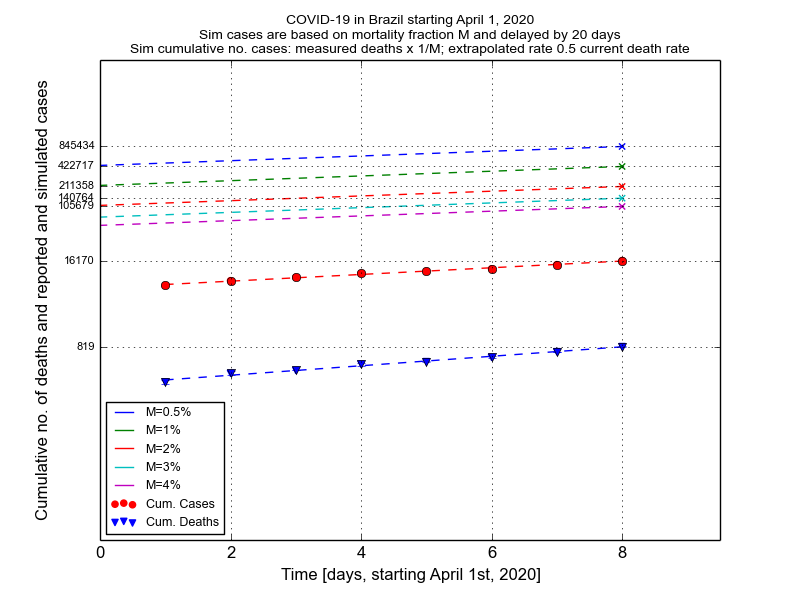 COVID-19 in Brazil starting April 1, 2020
Sim cases are based on mortality fraction M and delayed by 20 days
Sim cumulative no. cases: measured deaths x 1/M; extrapolated rate 0.5 current death rate
Cumulative no. of deaths and reported and simulated cases
845434
422717
211358
140764
105679
16170
819
M=0.5%
M=1%
M=2%
M=3%
M=4%
Cum. Cases
Cum. Deaths
0 2 4 6 8
Time [days, starting April 1st, 2020]